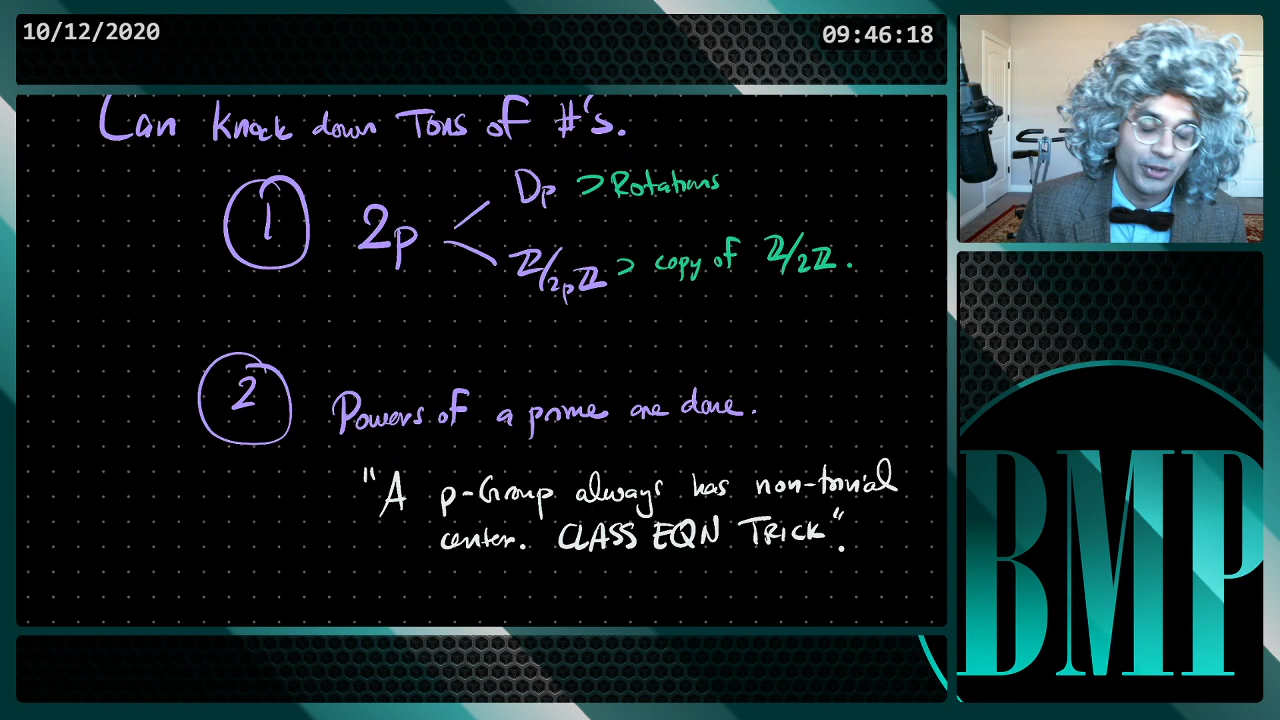 10/12/2020
09:46:18
Can knock down Tons of #'s.
1 2p
Dp > Rotations
ℤ/2pℤ > copy of ℤ/2ℤ.
2 Powers of a prime are done.
"A p-Group always has non-trivial
center. CLASS EQN TRICK".
BMP